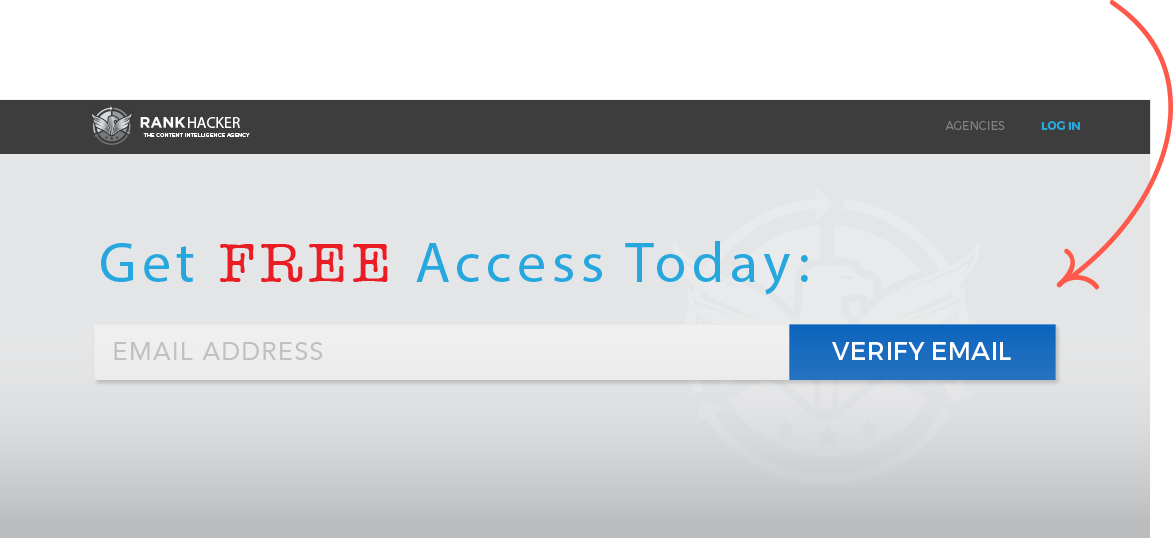 RANKHACKER
THE CONTENT INTELLIGENCE AGENCY
AGENCIES
LOG IN
Get FREE Access Today:
EMAIL ADDRESS
VERIFY EMAIL